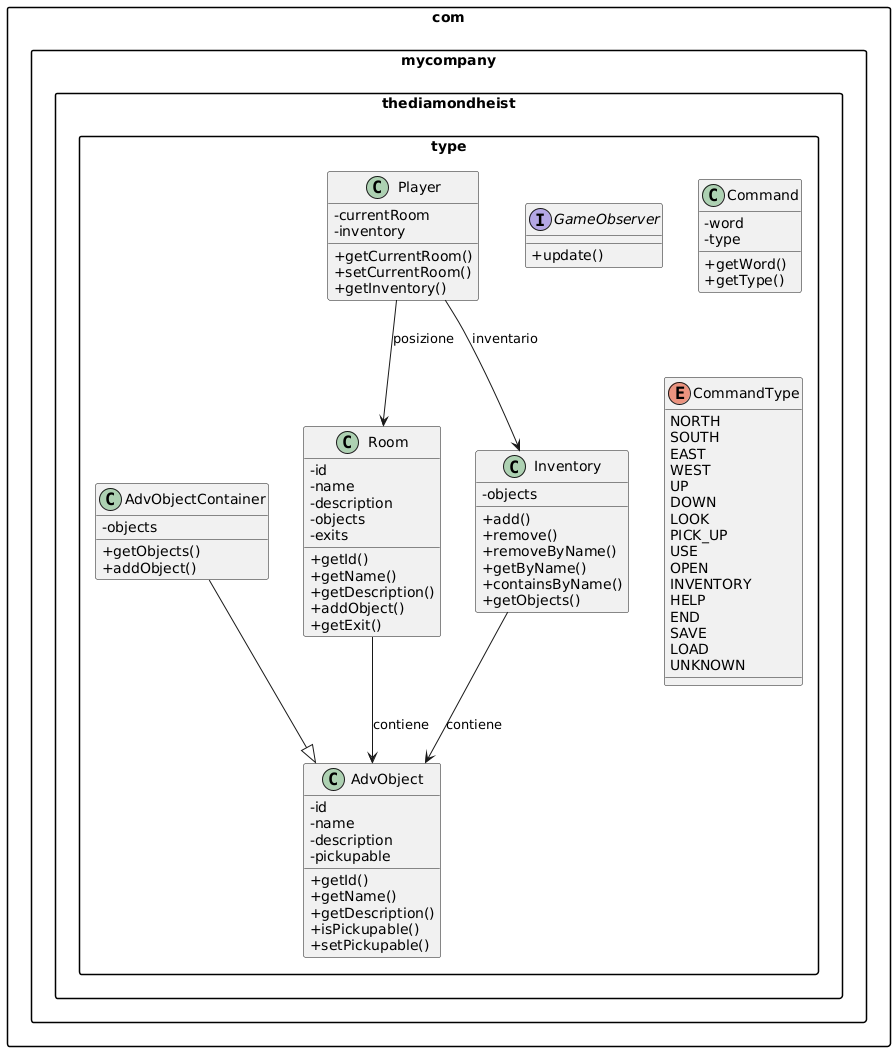 com
mycompany
thediamondheist
type
C Player
-currentRoom
-inventory
+getCurrentRoom()
+setCurrentRoom()
+getInventory()
I GameObserver
+update()
C Command
-word
-type
+getWord()
+getType()
posizione
inventario
E CommandType
NORTH
SOUTH
EAST
WEST
UP
DOWN
LOOK
PICK_UP
USE
OPEN
INVENTORY
HELP
END
SAVE
LOAD
UNKNOWN
C AdvObjectContainer
-objects
+getObjects()
+addObject()
C Room
-id
-name
-description
-objects
-exits
+getId()
+getName()
+getDescription()
+addObject()
+getExit()
C Inventory
-objects
+add()
+remove()
+removeByName()
+getByName()
+containsByName()
+getObjects()
contiene
contiene
C AdvObject
-id
-name
-description
-pickupable
+getId()
+getName()
+getDescription()
+isPickupable()
+setPickupable()